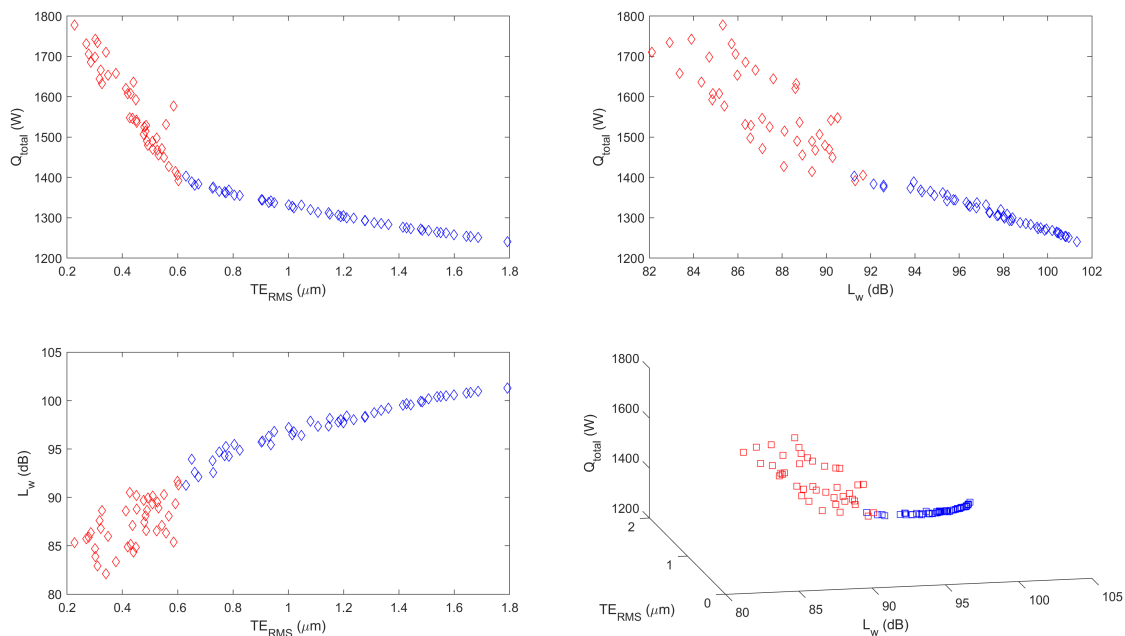 1800
1700
1600
1500
1400
1300
1200
Q_total (W)
0.2 0.4 0.6 0.8 1 1.2 1.4 1.6 1.8
TE_RMS (μm)
1800
1700
1600
1500
1400
1300
1200
Q_total (W)
82 84 86 88 90 92 94 96 98 100 102
L_w (dB)
105
100
95
90
85
80
L_w (dB)
0.2 0.4 0.6 0.8 1 1.2 1.4 1.6 1.8
TE_RMS (μm)
1800
1600
1400
1200
Q_total (W)
2
1
0
TE_RMS (μm)
80 85 90 95 100 105
L_w (dB)